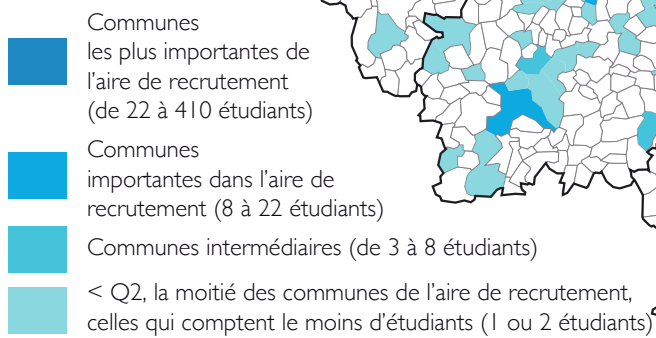 Communes
les plus importantes de
l’aire de recrutement
(de 22 à 410 étudiants)
Communes
importantes dans l’aire de
recrutement (8 à 22 étudiants)
Communes intermédiaires (de 3 à 8 étudiants)
< Q2, la moitié des communes de l’aire de recrutement,
celles qui comptent le moins d’étudiants (1 ou 2 étudiants)